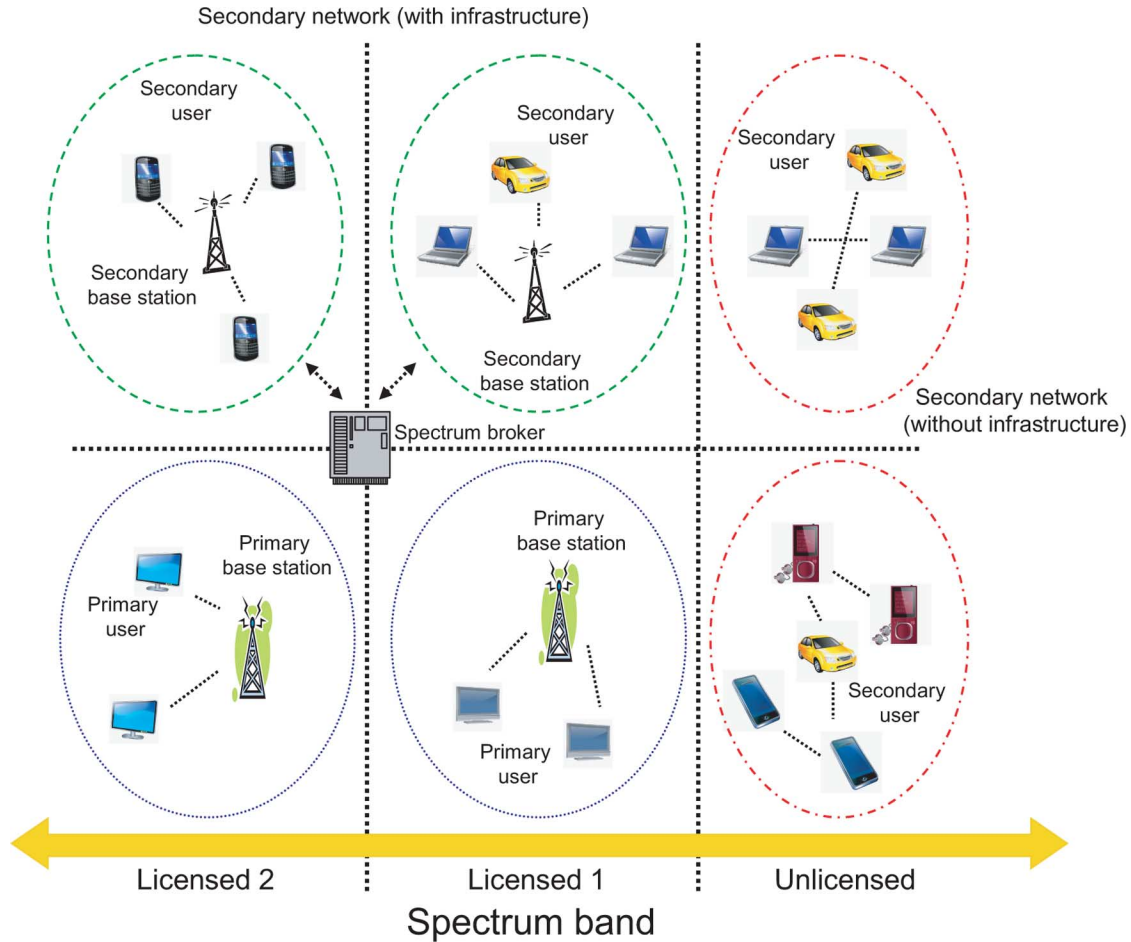 Secondary network (with infrastructure)
Secondary
user
Secondary
base station
Secondary
user
Secondary
base station
Secondary
user
Secondary network
(without infrastructure)
Spectrum broker
Primary
base station
Primary
user
Primary
base station
Primary
user
Secondary
user
Licensed 2
Licensed 1
Unlicensed
Spectrum band